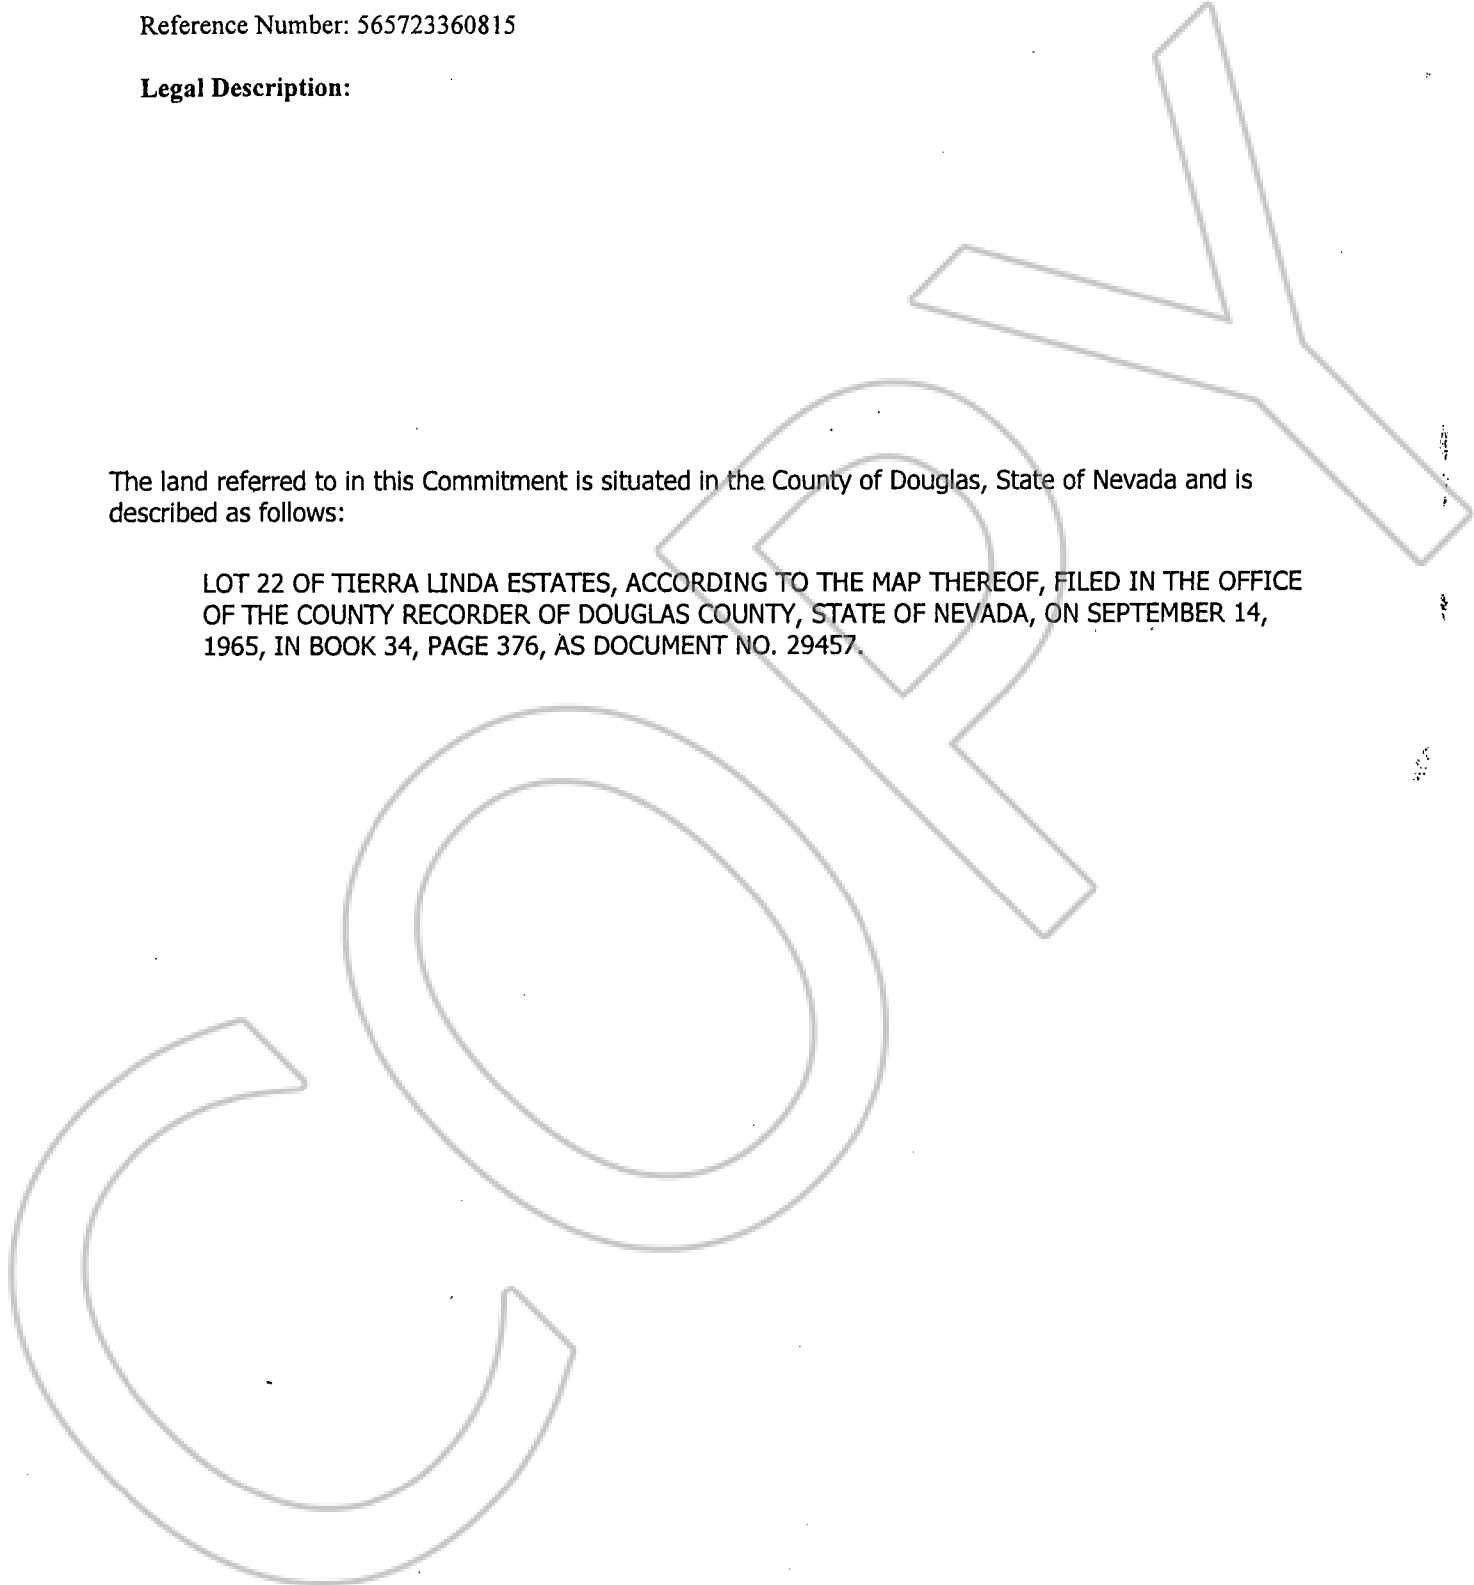 Reference Number: 565723360815
Legal Description:
The land referred to in this Commitment is situated in the County of Douglas, State of Nevada and is
described as follows:
LOT 22 OF TIERRA LINDA ESTATES, ACCORDING TO THE MAP THEREOF, FILED IN THE OFFICE
OF THE COUNTY RECORDER OF DOUGLAS COUNTY, STATE OF NEVADA, ON SEPTEMBER 14,
1965, IN BOOK 34, PAGE 376, AS DOCUMENT NO. 29457.
COPY